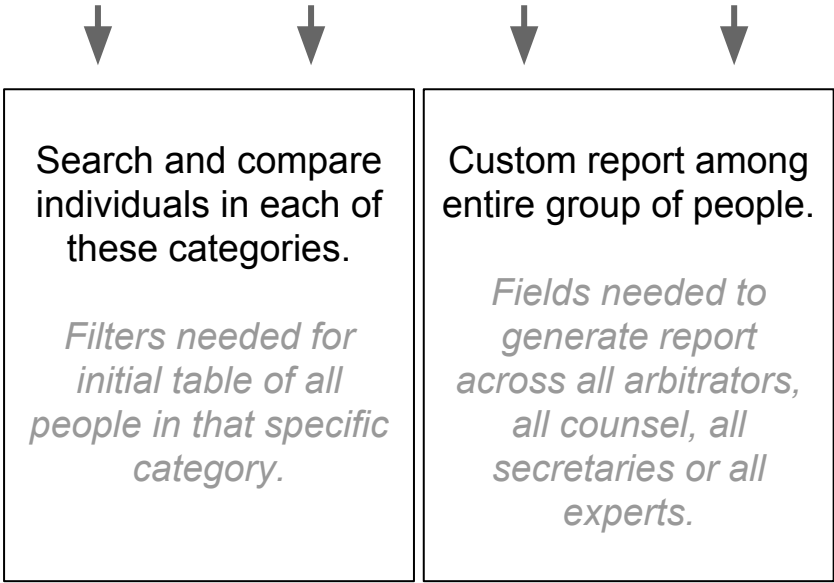 Search and compare
individuals in each of
these categories.
Filters needed for
initial table of all
people in that specific
category.
Custom report among
entire group of people.
Fields needed to
generate report
across all arbitrators,
all counsel, all
secretaries or all
experts.